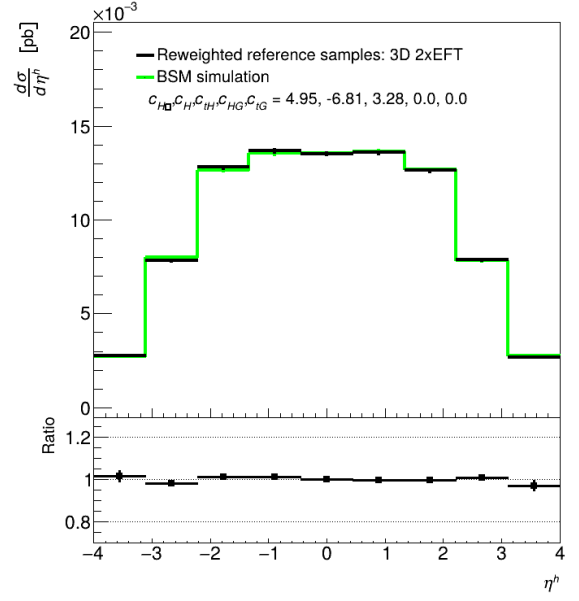 ×10⁻³
dσ/dηʰ [pb]
20
Reweighted reference samples: 3D 2xEFT
BSM simulation
c_H□,c_H,c_tH,c_HG,c_tG = 4.95, -6.81, 3.28, 0.0, 0.0
15
10
5
0
Ratio
1.2
1
0.8
−4 −3 −2 −1 0 1 2 3 4
ηʰ